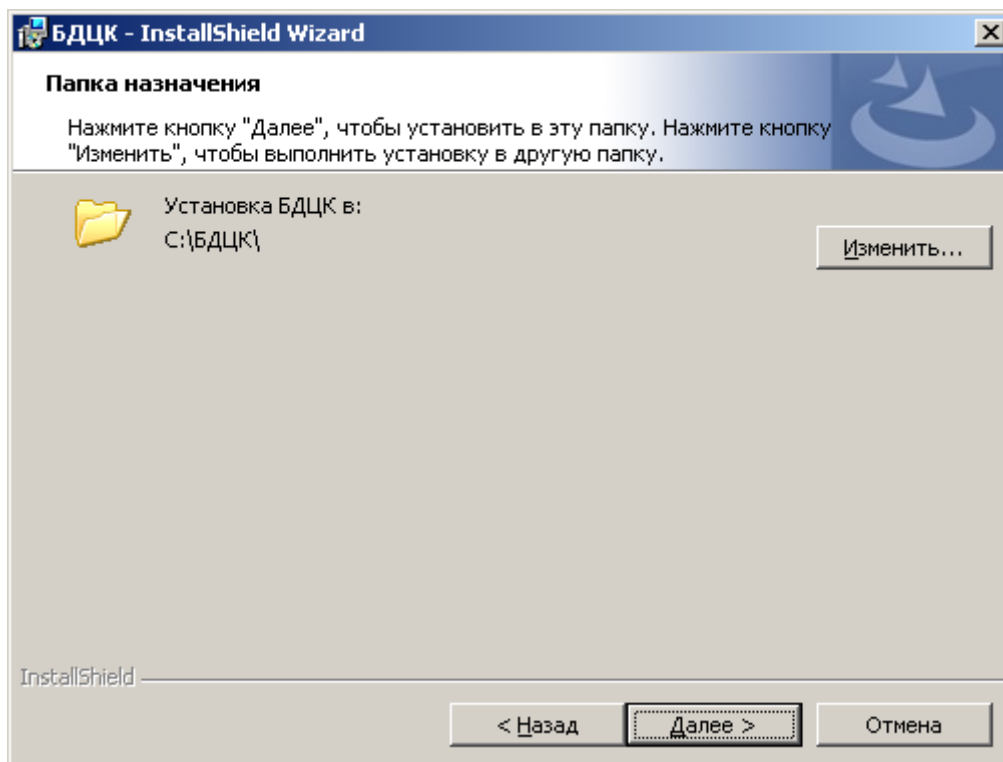 БДЦК - InstallShield Wizard
Папка назначения
Нажмите кнопку "Далее", чтобы установить в эту папку. Нажмите кнопку
"Изменить", чтобы выполнить установку в другую папку.
Установка БДЦК в:
C:\БДЦК\
Изменить...
InstallShield
< Назад
Далее >
Отмена